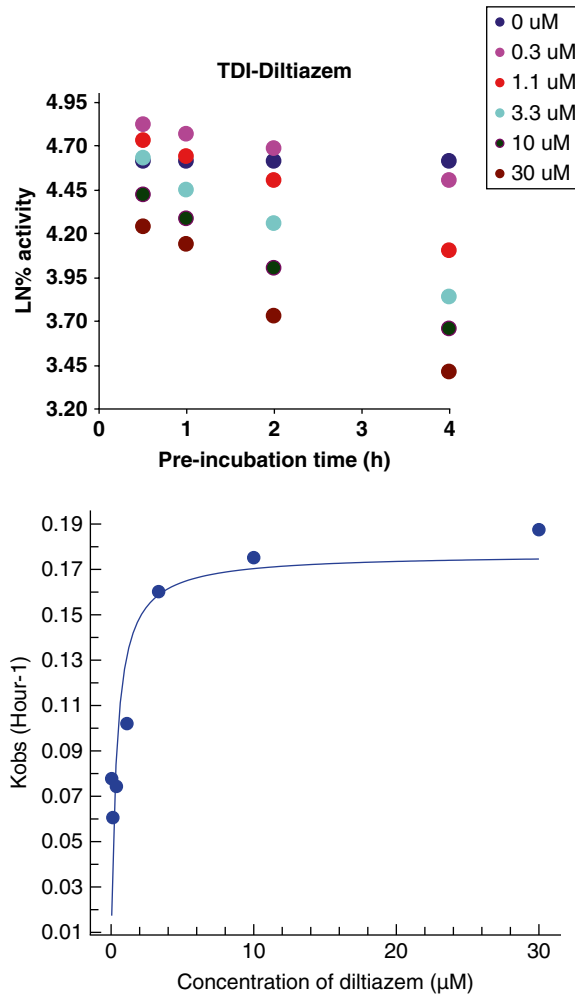 0 uM
0.3 uM
1.1 uM
3.3 uM
10 uM
30 uM
TDI-Diltiazem
LN% activity
4.95
4.70
4.45
4.20
3.95
3.70
3.45
3.20
0 1 2 3 4
Pre-incubation time (h)
Kobs (Hour-1)
0.19
0.17
0.15
0.13
0.11
0.09
0.07
0.05
0.03
0.01
0 10 20 30
Concentration of diltiazem (μM)